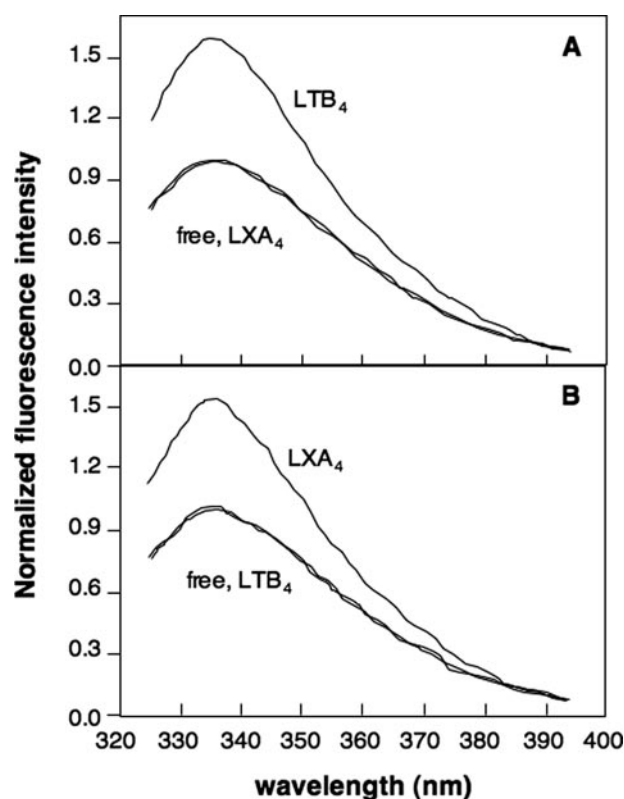 Normalized fluorescence intensity
A
1.5
1.2
0.9
0.6
0.3
0.0
LTB₄
free, LXA₄
B
1.5
1.2
0.9
0.6
0.3
0.0
LXA₄
free, LTB₄
320 330 340 350 360 370 380 390 400
wavelength (nm)